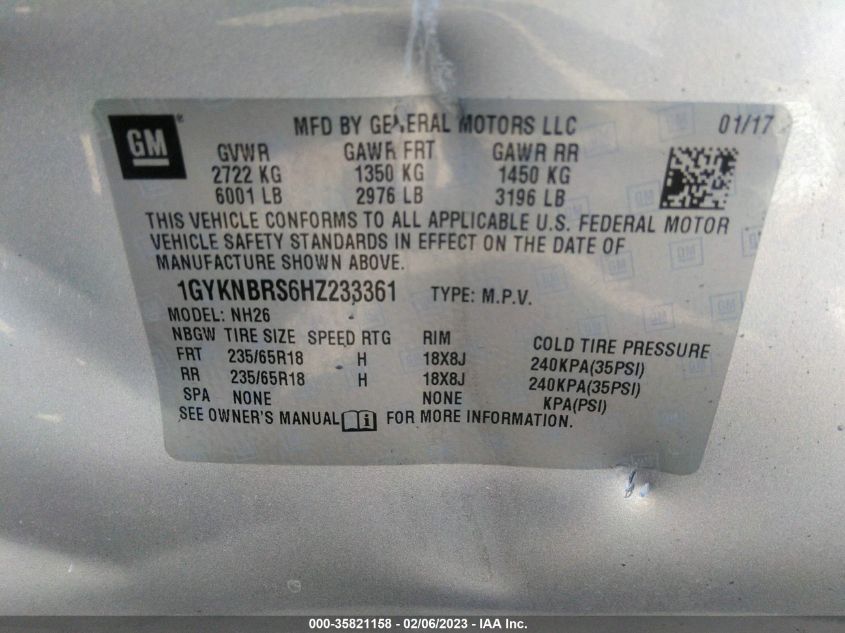 GM® MFD BY GENERAL MOTORS LLC 01/17
GVWR GAWR FRT GAWR RR
2722 KG 1350 KG 1450 KG
6001 LB 2976 LB 3196 LB
THIS VEHICLE CONFORMS TO ALL APPLICABLE U.S. FEDERAL MOTOR
VEHICLE SAFETY STANDARDS IN EFFECT ON THE DATE OF
MANUFACTURE SHOWN ABOVE.
1GYKNBRS6HZ233361 TYPE: M.P.V.
MODEL: NH26
NBGW TIRE SIZE SPEED RTG RIM COLD TIRE PRESSURE
FRT 235/65R18 H 18X8J 240KPA(35PSI)
RR 235/65R18 H 18X8J 240KPA(35PSI)
SPA NONE NONE KPA(PSI)
SEE OWNER'S MANUAL i FOR MORE INFORMATION.
000-35821158 - 02/06/2023 - IAA Inc.